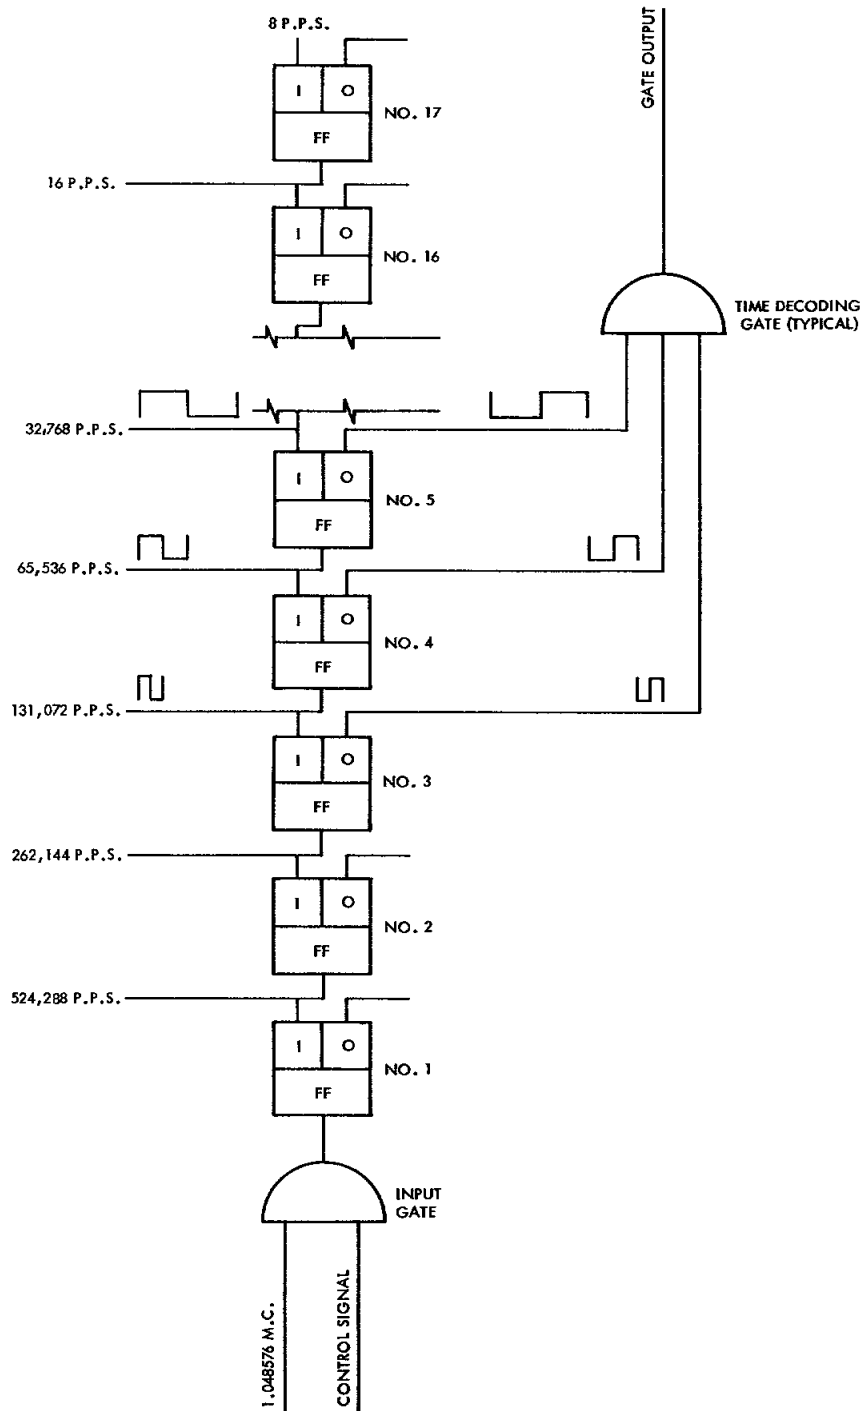 8 P.P.S.
GATE OUTPUT
I O
NO. 17
FF
16 P.P.S.
I O
NO. 16
FF
TIME DECODING
GATE (TYPICAL)
32,768 P.P.S.
I O
NO. 5
FF
65,536 P.P.S.
I O
NO. 4
FF
131,072 P.P.S.
I O
NO. 3
FF
262,144 P.P.S.
I O
NO. 2
FF
524,288 P.P.S.
I O
NO. 1
FF
INPUT
GATE
1.048576 M.C.
CONTROL SIGNAL